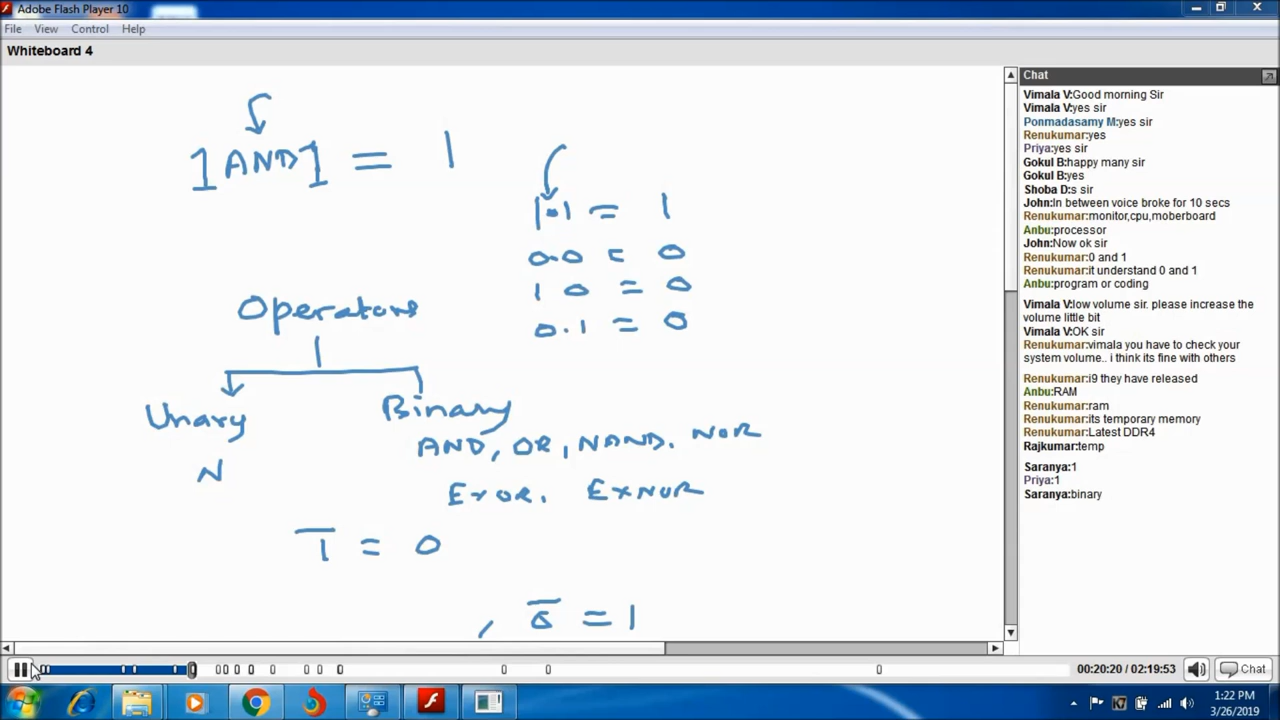 Adobe Flash Player 10
File View Control Help
Whiteboard 4
1 AND 1 = 1
1.1 = 1
0.0 = 0
1 0 = 0
0.1 = 0
Operators
Unary
Binary
AND, OR, NAND. NOR
N
ExOR. ExNOR
1 = 0
, 0 = 1
Chat
Vimala V:Good morning Sir
Vimala V:yes sir
Ponmadasamy M:yes sir
Renukumar:yes
Priya:yes sir
Gokul B:happy many sir
Gokul B:yes
Shoba D:s sir
John:In between voice broke for 10 secs
Renukumar:monitor,cpu,moberboard
Anbu:processor
John:Now ok sir
Renukumar:0 and 1
Renukumar:it understand 0 and 1
Anbu:program or coding
Vimala V:low volume sir. please increase the
volume little bit
Vimala V:OK sir
Renukumar:vimala you have to check your
system volume.. i think its fine with others
Renukumar:i9 they have released
Anbu:RAM
Renukumar:ram
Renukumar:its temporary memory
Renukumar:Latest DDR4
Rajkumar:temp
Saranya:1
Priya:1
Saranya:binary
00:20:20 / 02:19:53
Chat
1:22 PM
3/26/2019